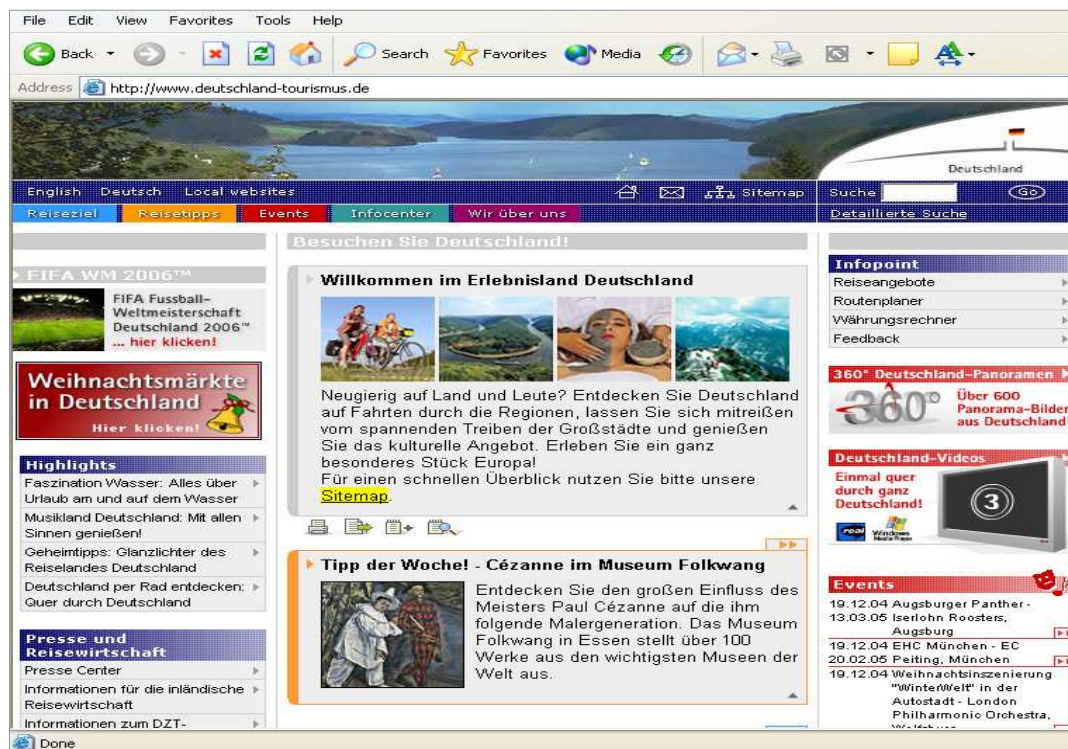 File Edit View Favorites Tools Help
Back Search Favorites Media
Address http://www.deutschland-tourismus.de
Deutschland
English Deutsch Local websites Sitemap Suche Go
Reiseziel Reisetipps Events Infocenter Wir über uns Detaillierte Suche
FIFA WM 2006™
FIFA Fussball-
Weltmeisterschaft
Deutschland 2006™
... hier klicken!
Weihnachtsmärkte
in Deutschland
Hier klicken!
Highlights
Faszination Wasser: Alles über
Urlaub am und auf dem Wasser
Musikland Deutschland: Mit allen
Sinnen genießen!
Geheimtipps: Glanzlichter des
Reiselandes Deutschland
Deutschland per Rad entdecken:
Quer durch Deutschland
Presse und
Reisewirtschaft
Presse Center
Informationen für die inländische
Reisewirtschaft
Informationen zum DZT-
Besuchen Sie Deutschland!
Willkommen im Erlebnisland Deutschland
Neugierig auf Land und Leute? Entdecken Sie Deutschland
auf Fahrten durch die Regionen, lassen Sie sich mitreißen
vom spannenden Treiben der Großstädte und genießen
Sie das kulturelle Angebot. Erleben Sie ein ganz
besonderes Stück Europa!
Für einen schnellen Überblick nutzen Sie bitte unsere
Sitemap.
Tipp der Woche! - Cézanne im Museum Folkwang
Entdecken Sie den großen Einfluss des
Meisters Paul Cézanne auf die ihm
folgende Malergeneration. Das Museum
Folkwang in Essen stellt über 100
Werke aus den wichtigsten Museen der
Welt aus.
Infopoint
Reiseangebote
Routenplaner
Währungsrechner
Feedback
360° Deutschland-Panoramen
360°
Über 600
Panorama-Bilder
aus Deutschland!
Deutschland-Videos
Einmal quer
durch ganz
Deutschland!
3
real Windows
Media Player
Events
19.12.04 Augsburger Panther -
13.03.05 Iserlohn Roosters,
Augsburg
19.12.04 EHC München - EC
20.02.05 Peiting, München
19.12.04 Weihnachtsinszenierung
"WinterWelt" in der
Autostadt - London
Philharmonic Orchestra,
Done